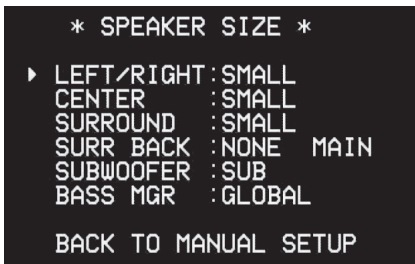 * SPEAKER SIZE *
LEFT/RIGHT:SMALL
CENTER :SMALL
SURROUND :SMALL
SURR BACK :NONE MAIN
SUBWOOFER :SUB
BASS MGR :GLOBAL
BACK TO MANUAL SETUP